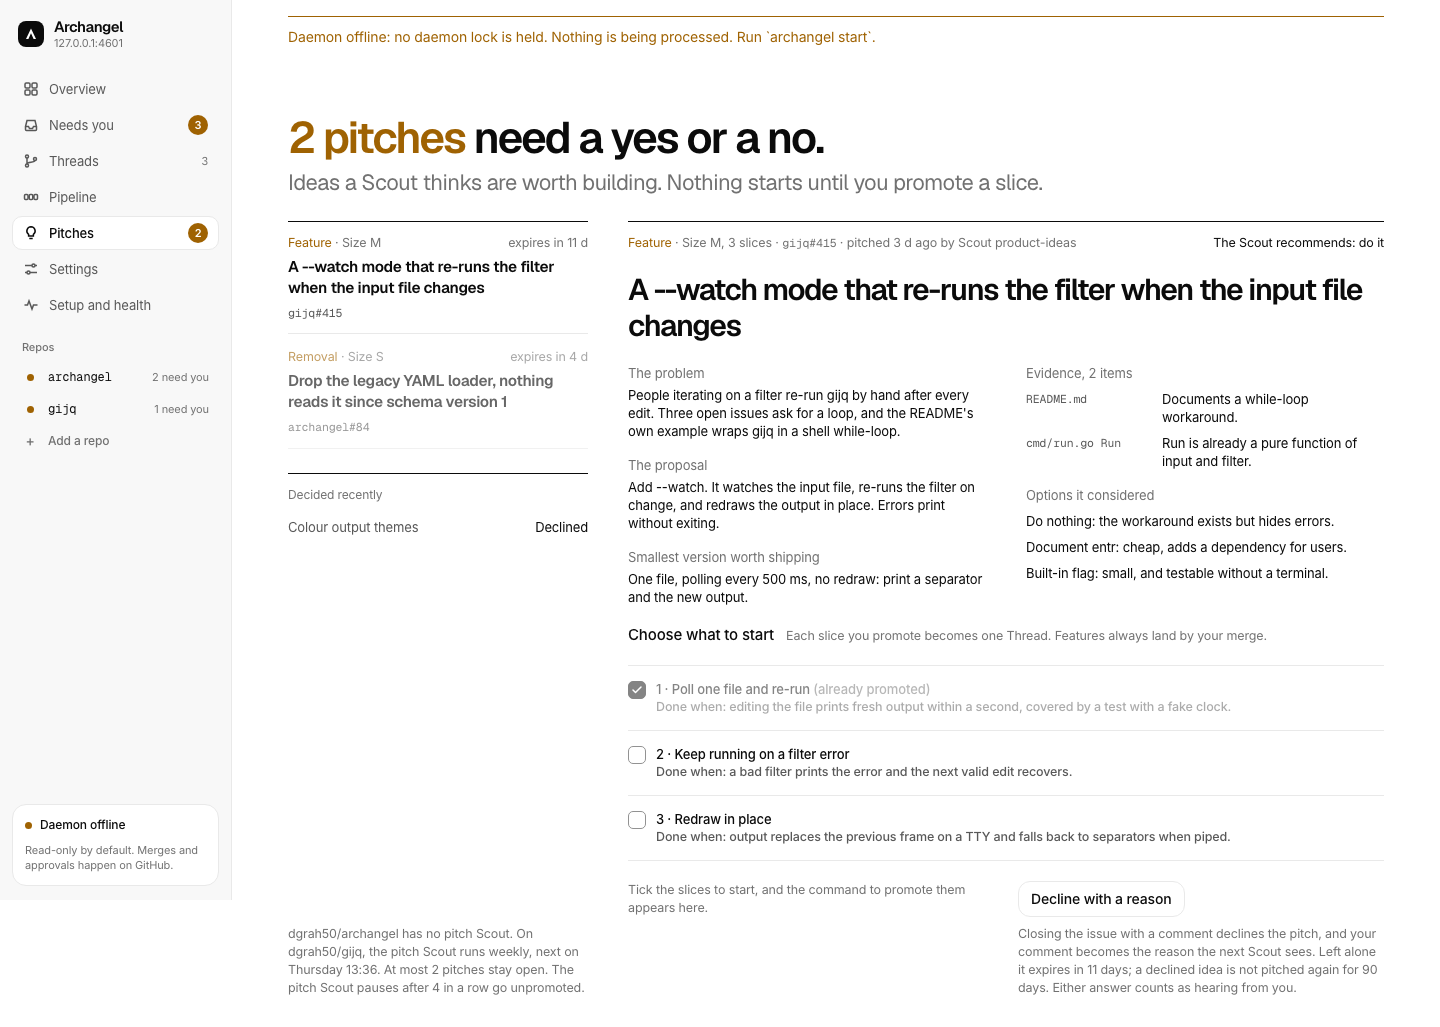 Archangel
127.0.0.1:4601
Overview
Needs you 3
Threads 3
Pipeline
Pitches 2
Settings
Setup and health
Repos
archangel 2 need you
gijq 1 need you
+ Add a repo
Daemon offline
Read-only by default. Merges and
approvals happen on GitHub.
Daemon offline: no daemon lock is held. Nothing is being processed. Run `archangel start`.
2 pitches need a yes or a no.
Ideas a Scout thinks are worth building. Nothing starts until you promote a slice.
Feature · Size M expires in 11 d
A --watch mode that re-runs the filter
when the input file changes
gijq#415
Removal · Size S expires in 4 d
Drop the legacy YAML loader, nothing
reads it since schema version 1
archangel#84
Decided recently
Colour output themes Declined
dgrah50/archangel has no pitch Scout. On
dgrah50/gijq, the pitch Scout runs weekly, next on
Thursday 13:36. At most 2 pitches stay open. The
pitch Scout pauses after 4 in a row go unpromoted.
Feature · Size M, 3 slices · gijq#415 · pitched 3 d ago by Scout product-ideas The Scout recommends: do it
A --watch mode that re-runs the filter when the input file
changes
The problem
People iterating on a filter re-run gijq by hand after every
edit. Three open issues ask for a loop, and the README's
own example wraps gijq in a shell while-loop.
The proposal
Add --watch. It watches the input file, re-runs the filter on
change, and redraws the output in place. Errors print
without exiting.
Smallest version worth shipping
One file, polling every 500 ms, no redraw: print a separator
and the new output.
Evidence, 2 items
README.md Documents a while-loop
workaround.
cmd/run.go Run Run is already a pure function of
input and filter.
Options it considered
Do nothing: the workaround exists but hides errors.
Document entr: cheap, adds a dependency for users.
Built-in flag: small, and testable without a terminal.
Choose what to start Each slice you promote becomes one Thread. Features always land by your merge.
1 · Poll one file and re-run (already promoted)
Done when: editing the file prints fresh output within a second, covered by a test with a fake clock.
2 · Keep running on a filter error
Done when: a bad filter prints the error and the next valid edit recovers.
3 · Redraw in place
Done when: output replaces the previous frame on a TTY and falls back to separators when piped.
Tick the slices to start, and the command to promote them
appears here.
Decline with a reason
Closing the issue with a comment declines the pitch, and your
comment becomes the reason the next Scout sees. Left alone
it expires in 11 days; a declined idea is not pitched again for 90
days. Either answer counts as hearing from you.